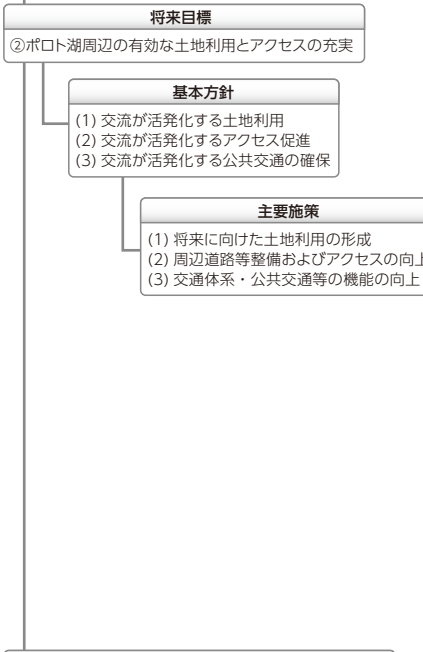 将来目標
②ポロト湖周辺の有効な土地利用とアクセスの充実
基本方針
(1) 交流が活発化する土地利用
(2) 交流が活発化するアクセス促進
(3) 交流が活発化する公共交通の確保
主要施策
(1) 将来に向けた土地利用の形成
(2) 周辺道路等整備およびアクセスの向上
(3) 交通体系・公共交通等の機能の向上